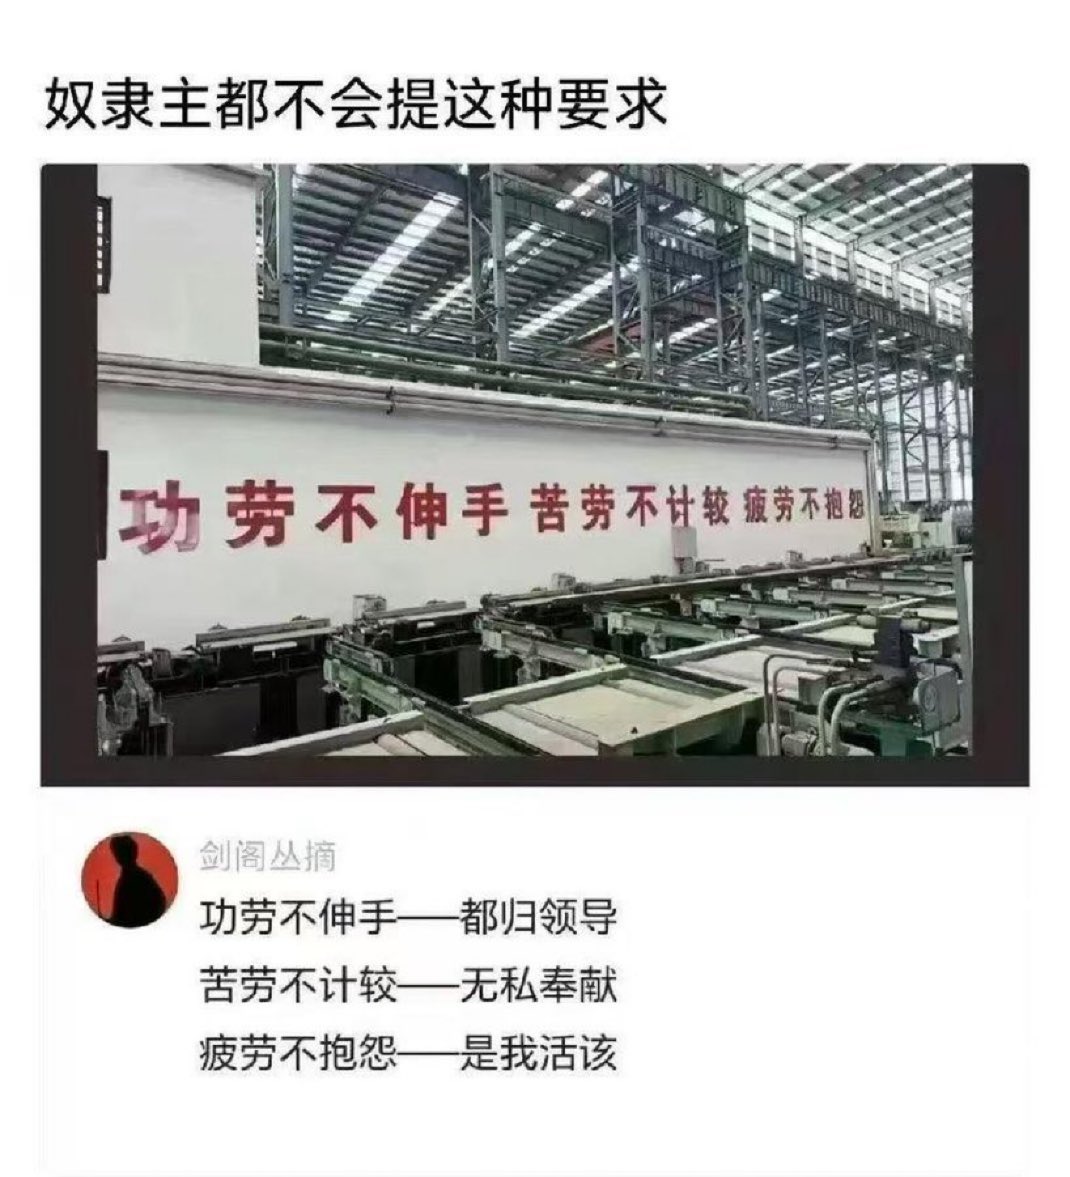 奴隶主都不会提这种要求
功劳不伸手 苦劳不计较 疲劳不抱怨
剑阁丛摘
功劳不伸手——都归领导
苦劳不计较——无私奉献
疲劳不抱怨——是我活该